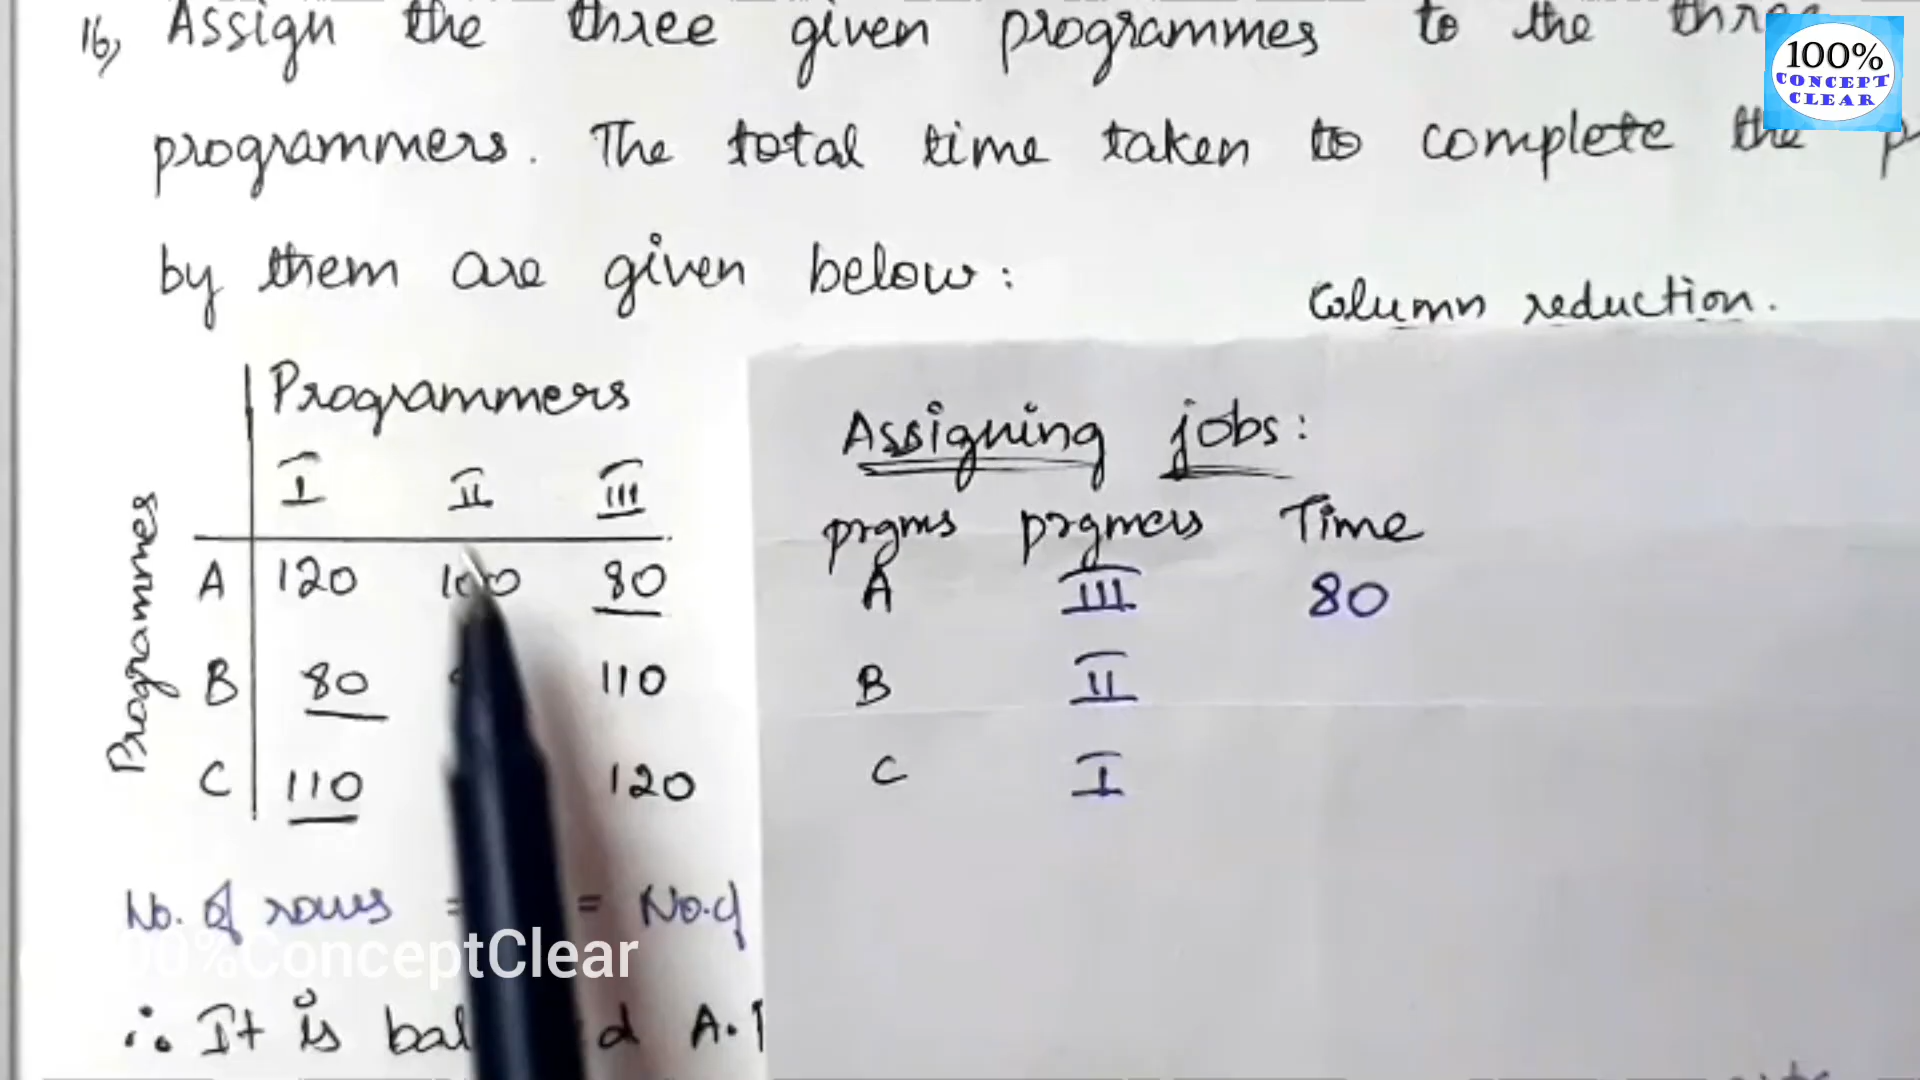 16, Assign the three given programmes to the three
100%
CONCEPT
CLEAR
programmers. The total time taken to complete the
by them are given below:
Column reduction.
Programmers
I II III
Programmes
A 120 100 80
B 80 110
C 110 120
Assigning jobs:
prgms prgmers Time
A III 80
B II
C I
No. of rows = = No. of
%ConceptClear
∴ It is